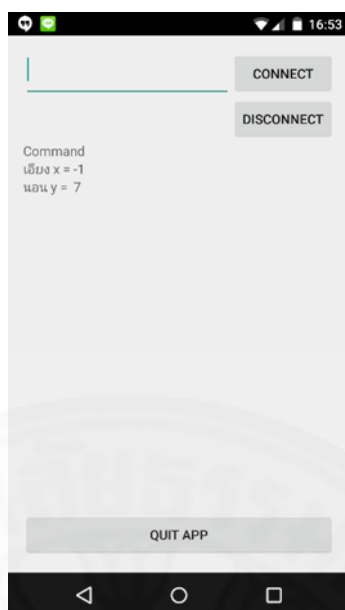 16:53
CONNECT
DISCONNECT
Command
เอียง x = -1
นอน y = 7
QUIT APP